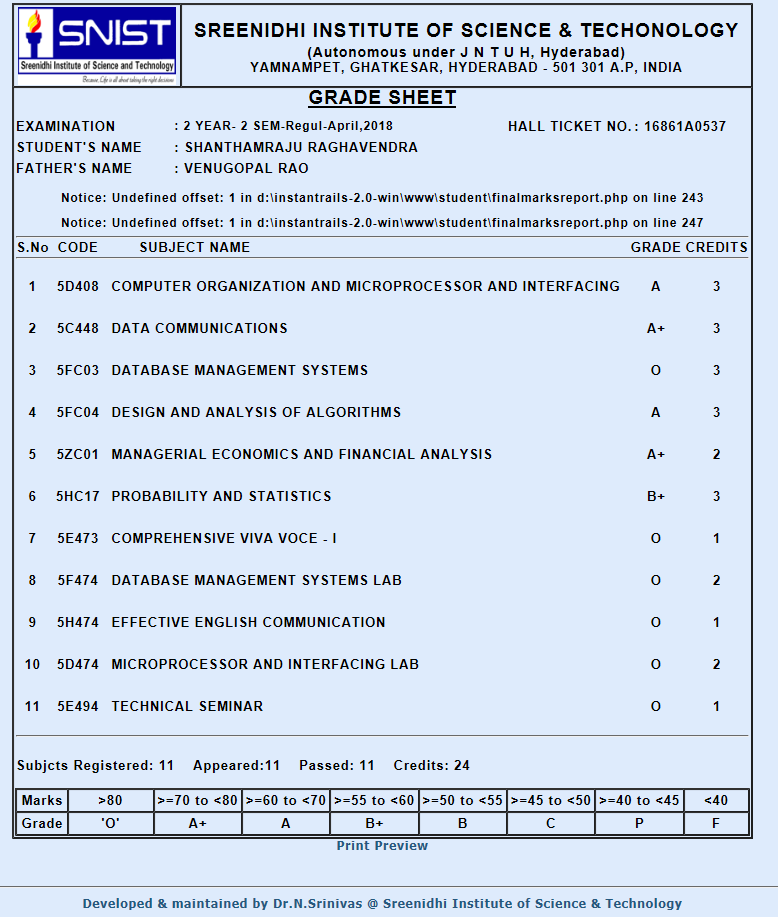 SNIST
Sreenidhi Institute of Science and Technology
Because, Life is all about taking the right decisions
SREENIDHI INSTITUTE OF SCIENCE & TECHONOLOGY
(Autonomous under J N T U H, Hyderabad)
YAMNAMPET, GHATKESAR, HYDERABAD - 501 301 A.P, INDIA
GRADE SHEET
EXAMINATION : 2 YEAR- 2 SEM-Regul-April,2018 HALL TICKET NO. : 16861A0537
STUDENT'S NAME : SHANTHAMRAJU RAGHAVENDRA
FATHER'S NAME : VENUGOPAL RAO
Notice: Undefined offset: 1 in d:\instantrails-2.0-win\www\student\finalmarksreport.php on line 243
Notice: Undefined offset: 1 in d:\instantrails-2.0-win\www\student\finalmarksreport.php on line 247
S.No CODE SUBJECT NAME GRADE CREDITS
1 5D408 COMPUTER ORGANIZATION AND MICROPROCESSOR AND INTERFACING A 3
2 5C448 DATA COMMUNICATIONS A+ 3
3 5FC03 DATABASE MANAGEMENT SYSTEMS O 3
4 5FC04 DESIGN AND ANALYSIS OF ALGORITHMS A 3
5 5ZC01 MANAGERIAL ECONOMICS AND FINANCIAL ANALYSIS A+ 2
6 5HC17 PROBABILITY AND STATISTICS B+ 3
7 5E473 COMPREHENSIVE VIVA VOCE - I O 1
8 5F474 DATABASE MANAGEMENT SYSTEMS LAB O 2
9 5H474 EFFECTIVE ENGLISH COMMUNICATION O 1
10 5D474 MICROPROCESSOR AND INTERFACING LAB O 2
11 5E494 TECHNICAL SEMINAR O 1
Subjcts Registered: 11 Appeared:11 Passed: 11 Credits: 24
Marks >80 >=70 to <80 >=60 to <70 >=55 to <60 >=50 to <55 >=45 to <50 >=40 to <45 <40
Grade 'O' A+ A B+ B C P F
Print Preview
Developed & maintained by Dr.N.Srinivas @ Sreenidhi Institute of Science & Technology